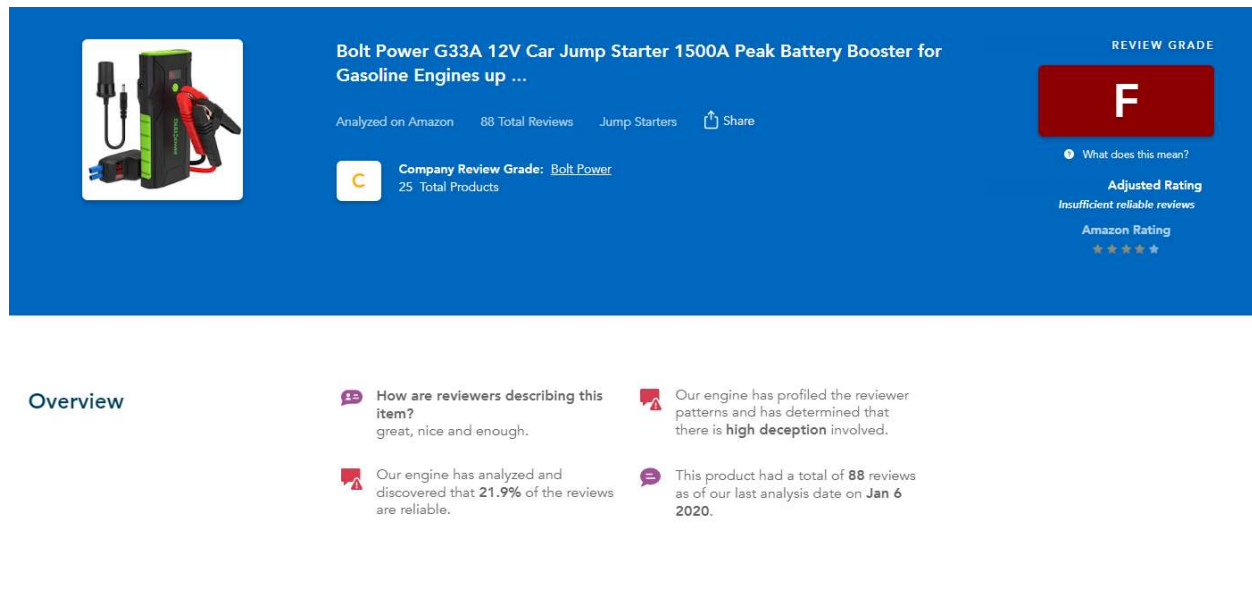 Bolt Power G33A 12V Car Jump Starter 1500A Peak Battery Booster for
Gasoline Engines up ...
Analyzed on Amazon 88 Total Reviews Jump Starters Share
C
Company Review Grade: Bolt Power
25 Total Products
REVIEW GRADE
F
? What does this mean?
Adjusted Rating
Insufficient reliable reviews
Amazon Rating
Overview
How are reviewers describing this
item?
great, nice and enough.
Our engine has profiled the reviewer
patterns and has determined that
there is high deception involved.
Our engine has analyzed and
discovered that 21.9% of the reviews
are reliable.
This product had a total of 88 reviews
as of our last analysis date on Jan 6
2020.